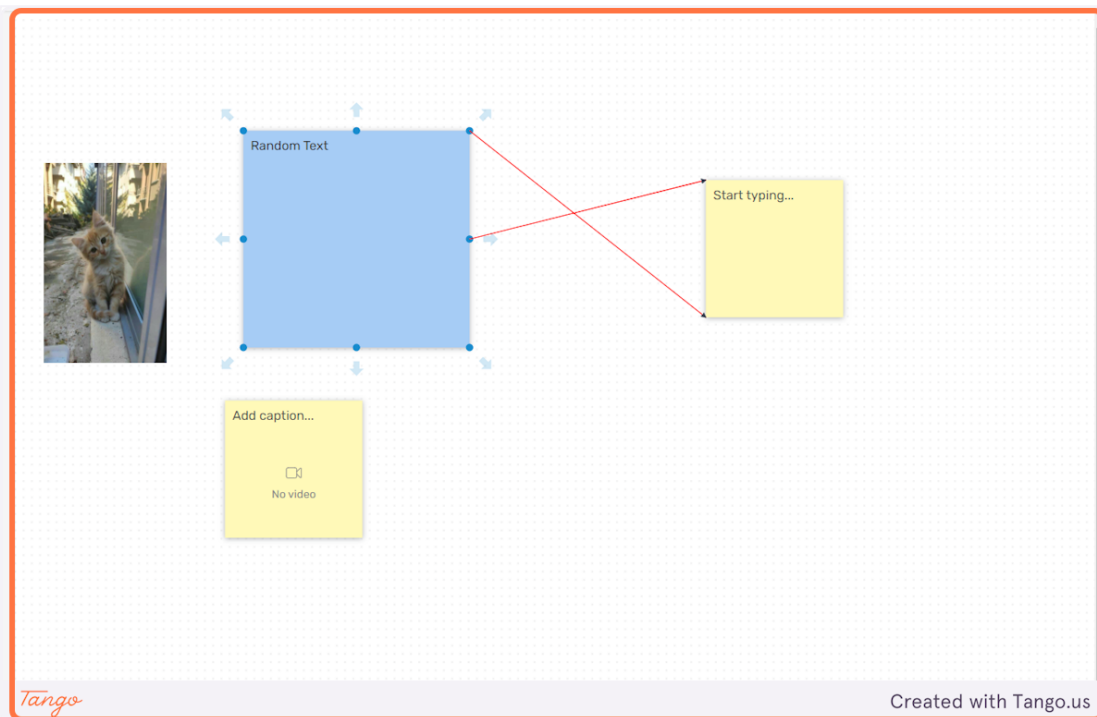 Random Text
Start typing...
Add caption...
No video
Tango
Created with Tango.us